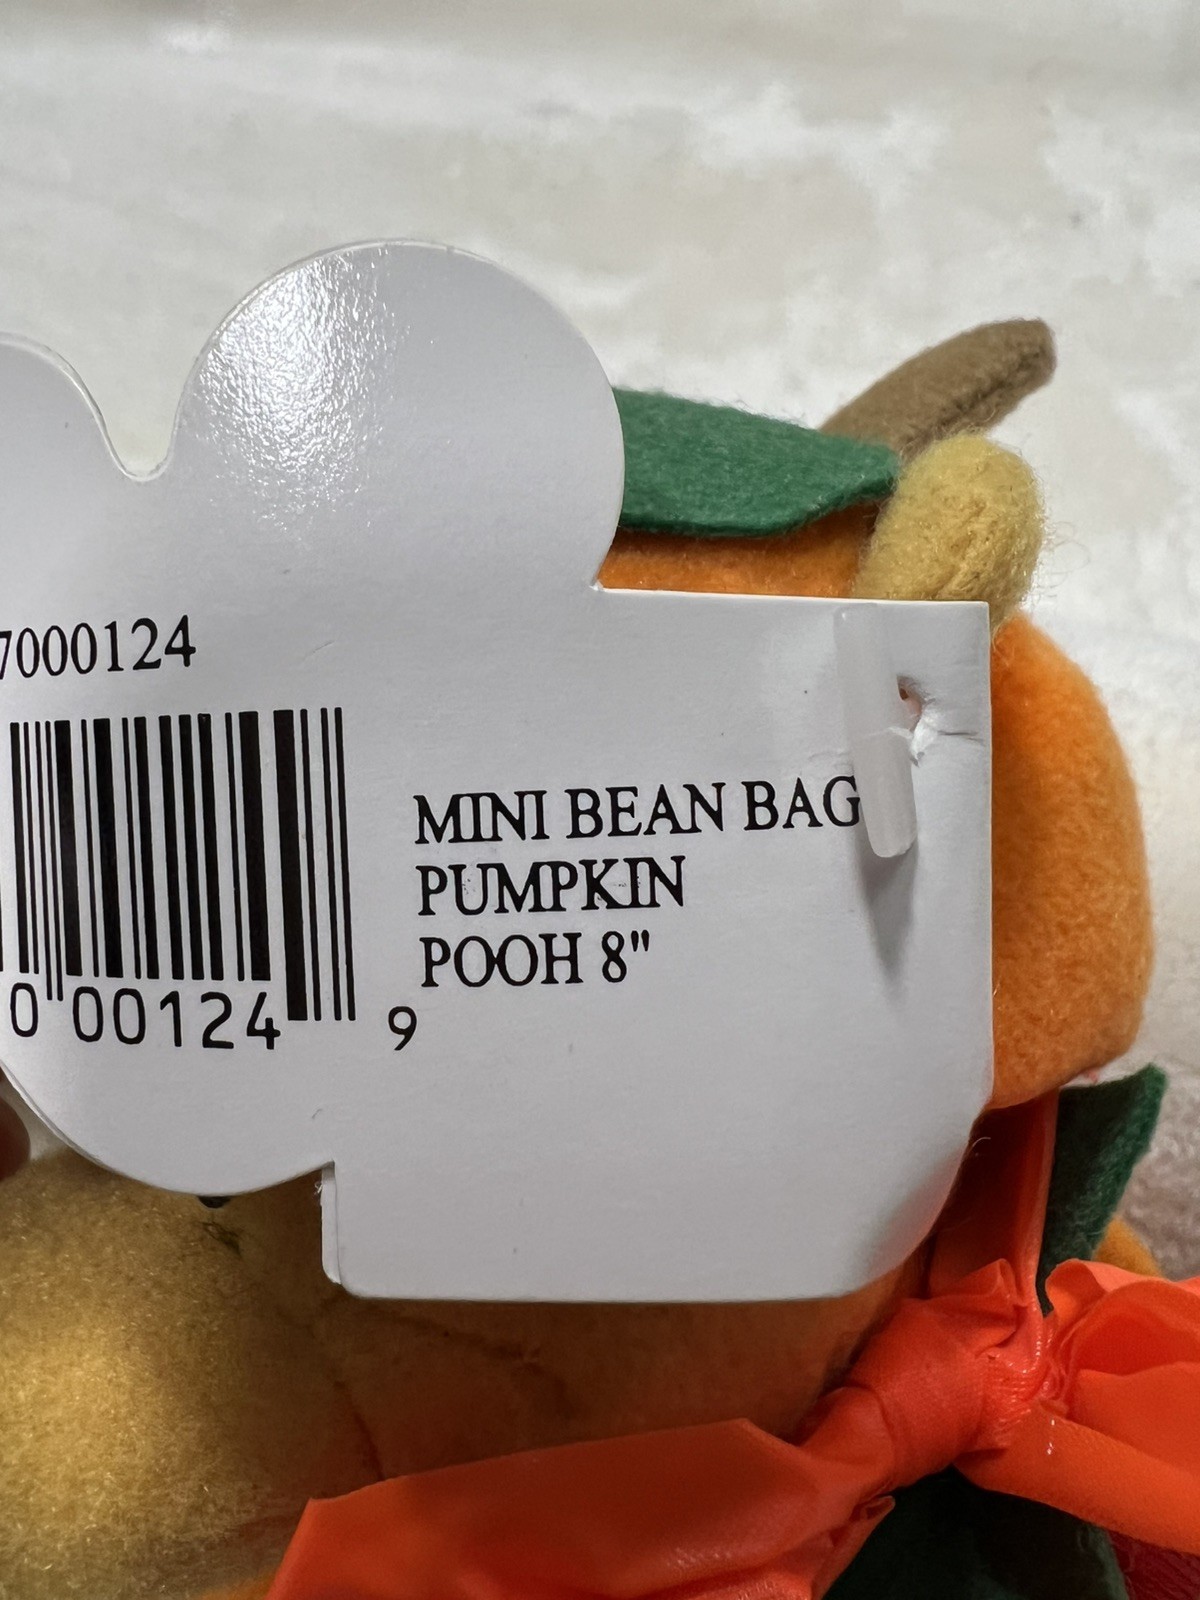 7000124
MINI BEAN BAG
PUMPKIN
POOH 8"
0 00124 9